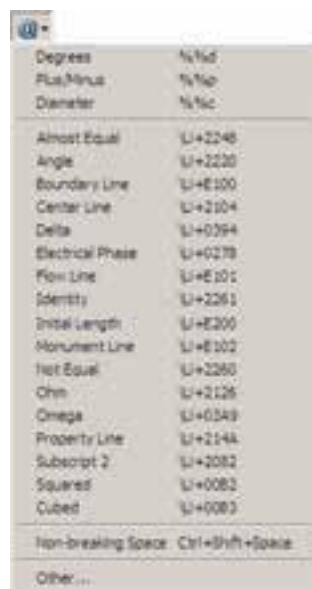 @
Degrees %%d
Plus/Minus %%p
Diameter %%c
Almost Equal \U+2248
Angle \U+2220
Boundary Line \U+E100
Center Line \U+2104
Delta \U+0394
Electrical Phase \U+0278
Flow Line \U+E101
Identity \U+2261
Initial Length \U+E200
Monument Line \U+E102
Not Equal \U+2260
Ohm \U+2126
Omega \U+03A9
Property Line \U+214A
Subscript 2 \U+2082
Squared \U+00B2
Cubed \U+00B3
Non-breaking Space Ctrl+Shift+Space
Other...